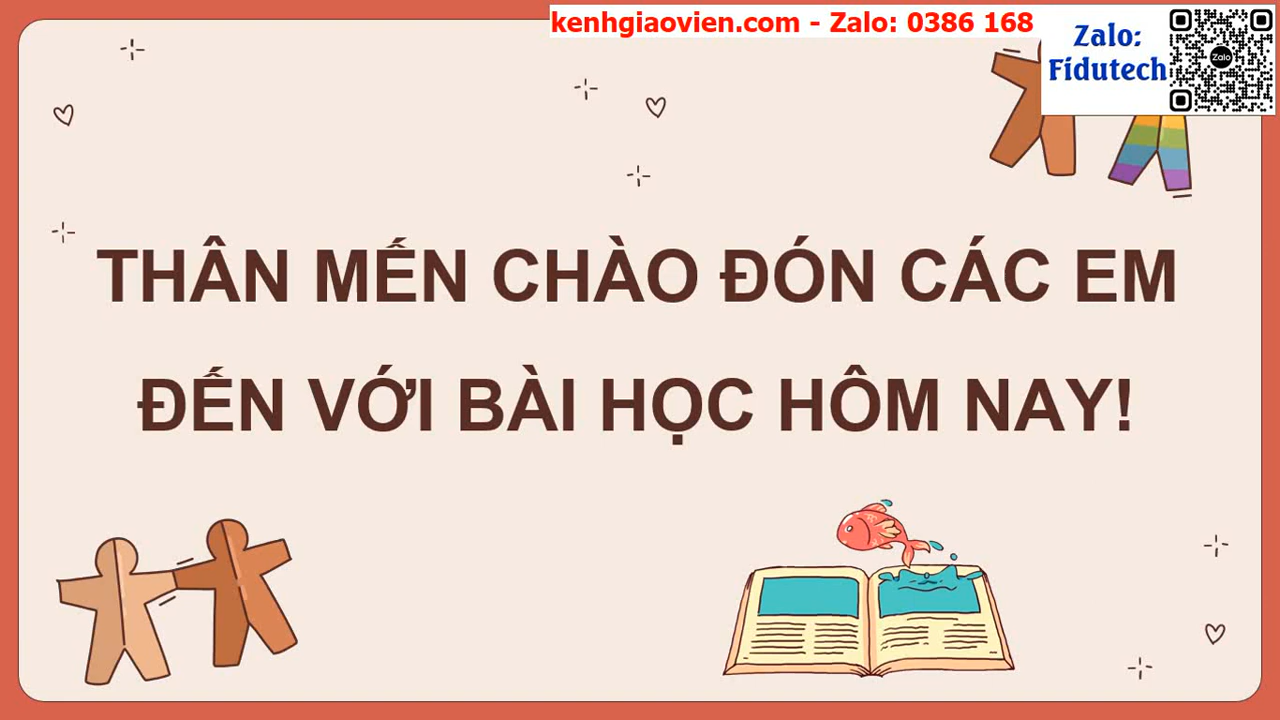 kenhgiaovien.com - Zalo: 0386 168
Zalo:
Fidutech
Zalo
THÂN MẾN CHÀO ĐÓN CÁC EM
ĐẾN VỚI BÀI HỌC HÔM NAY!